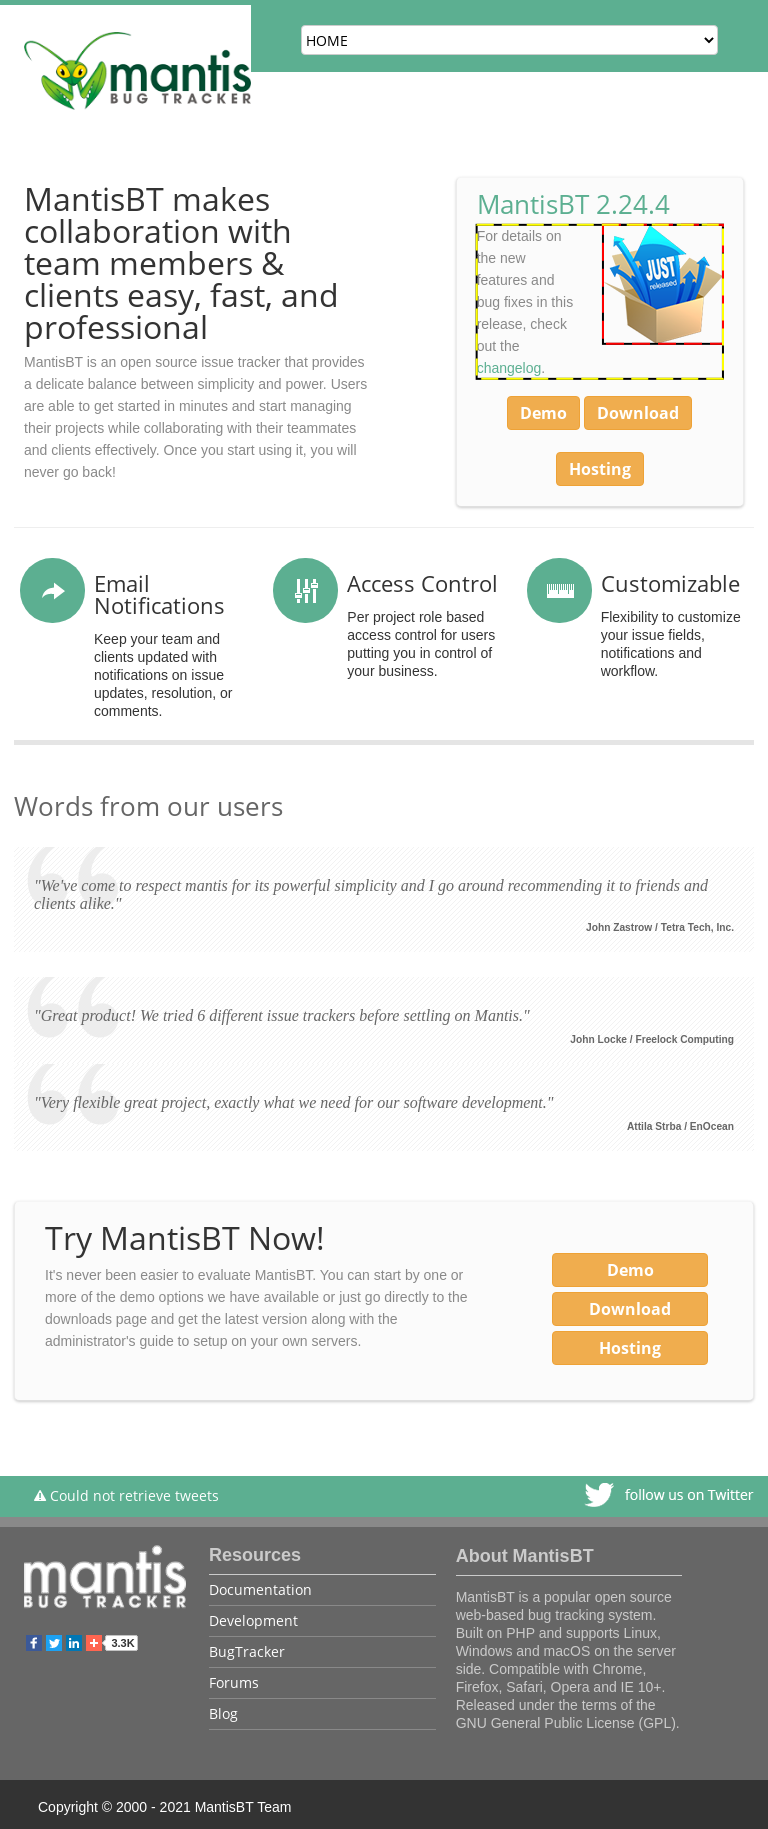 HOME
mantis
BUG TRACKER
MantisBT makes
collaboration with
team members &
clients easy, fast, and
professional
MantisBT is an open source issue tracker that provides
a delicate balance between simplicity and power. Users
are able to get started in minutes and start managing
their projects while collaborating with their teammates
and clients effectively. Once you start using it, you will
never go back!
MantisBT 2.24.4
For details on
the new
features and
bug fixes in this
release, check
out the
changelog.
JUST
released
Demo
Download
Hosting
Email
Notifications
Keep your team and
clients updated with
notifications on issue
updates, resolution, or
comments.
Access Control
Per project role based
access control for users
putting you in control of
your business.
Customizable
Flexibility to customize
your issue fields,
notifications and
workflow.
Words from our users
"We've come to respect mantis for its powerful simplicity and I go around recommending it to friends and
clients alike."
John Zastrow / Tetra Tech, Inc.
"Great product! We tried 6 different issue trackers before settling on Mantis."
John Locke / Freelock Computing
"Very flexible great project, exactly what we need for our software development."
Attila Strba / EnOcean
Try MantisBT Now!
It's never been easier to evaluate MantisBT. You can start by one or
more of the demo options we have available or just go directly to the
downloads page and get the latest version along with the
administrator's guide to setup on your own servers.
Demo
Download
Hosting
Could not retrieve tweets
follow us on Twitter
mantis
BUG TRACKER
3.3K
Resources
Documentation
Development
BugTracker
Forums
Blog
About MantisBT
MantisBT is a popular open source
web-based bug tracking system.
Built on PHP and supports Linux,
Windows and macOS on the server
side. Compatible with Chrome,
Firefox, Safari, Opera and IE 10+.
Released under the terms of the
GNU General Public License (GPL).
Copyright © 2000 - 2021 MantisBT Team